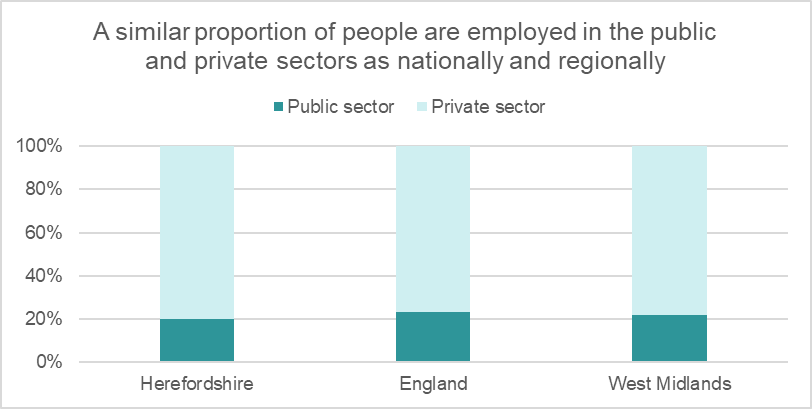 A similar proportion of people are employed in the public
and private sectors as nationally and regionally
Public sector Private sector
100%
80%
60%
40%
20%
0%
Herefordshire England West Midlands